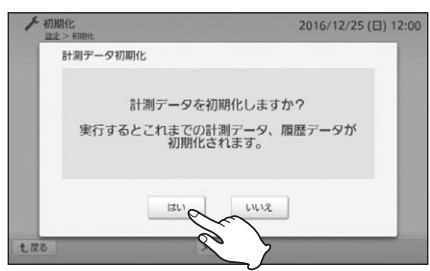 初期化
設定 > 初期化
2016/12/25 (日) 12:00
計測データ初期化
計測データを初期化しますか？
実行するとこれまでの計測データ、履歴データが
初期化されます。
はい
いいえ
戻る